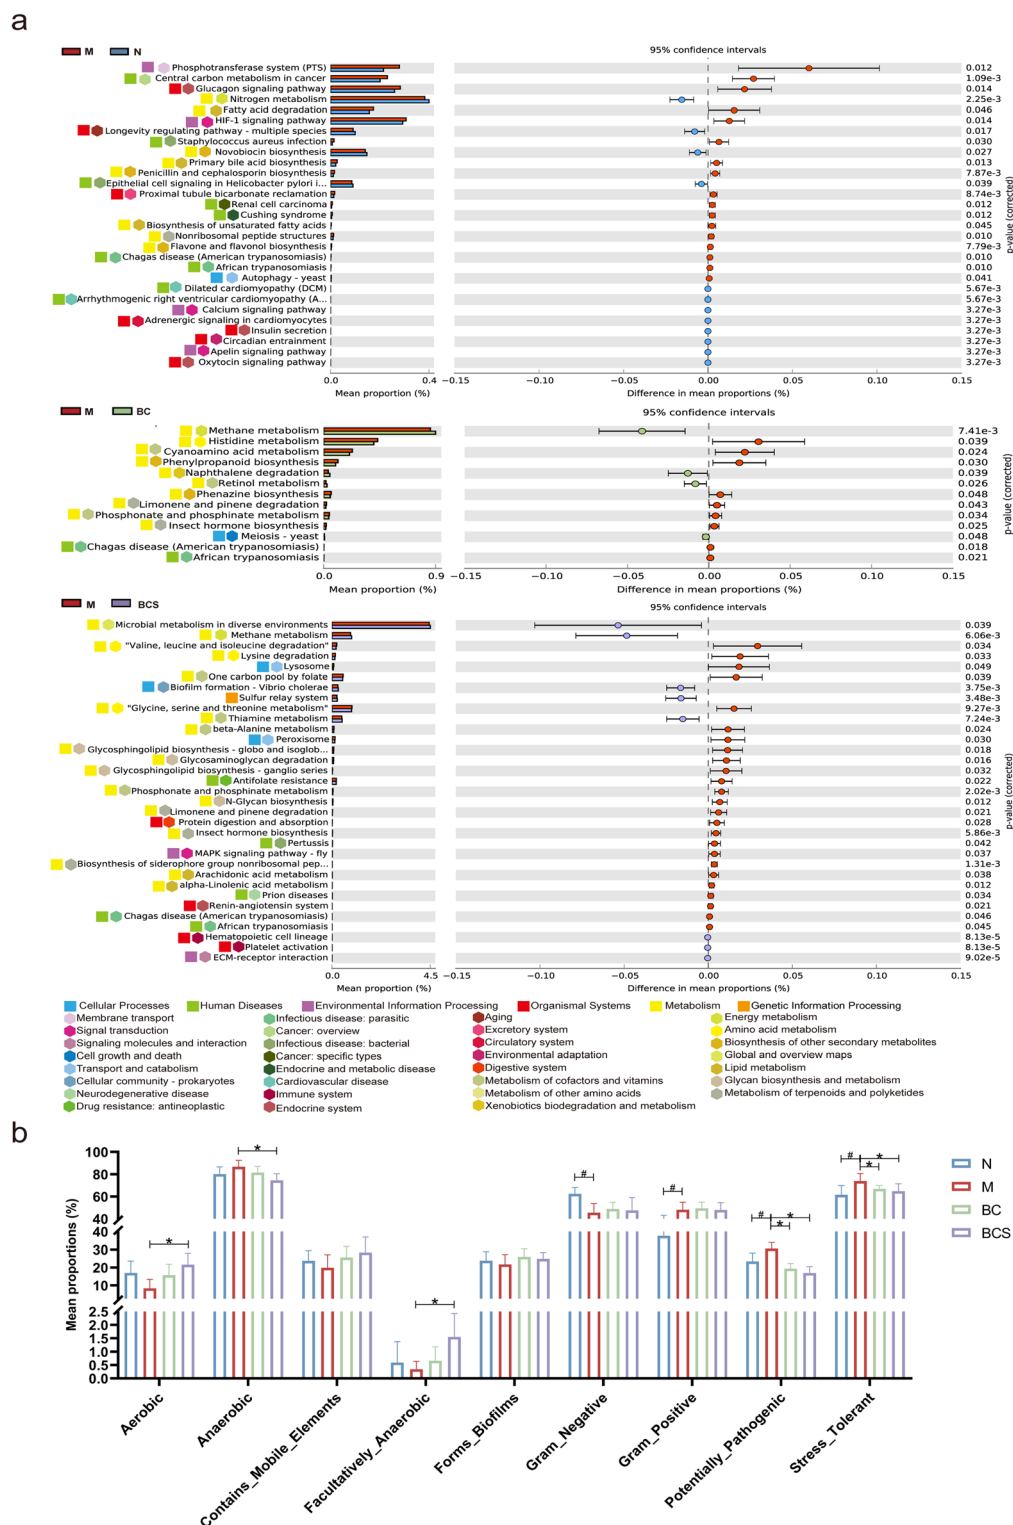 a
M N 95% confidence intervals
Phosphotransferase system (PTS) 0.012
Central carbon metabolism in cancer 1.09e-3
Glucagon signaling pathway 0.014
Nitrogen metabolism 2.25e-3
Fatty acid degradation 0.046
HIF-1 signaling pathway 0.014
Longevity regulating pathway - multiple species 0.017
Staphylococcus aureus infection 0.030
Novobiocin biosynthesis 0.027
Primary bile acid biosynthesis 0.013
Penicillin and cephalosporin biosynthesis 7.87e-3
Epithelial cell signaling in Helicobacter pylori i... 0.039
Proximal tubule bicarbonate reclamation 8.74e-3
Renal cell carcinoma 0.012
Cushing syndrome 0.012
Biosynthesis of unsaturated fatty acids 0.045
Nonribosomal peptide structures 0.010
Flavone and flavonol biosynthesis 7.79e-3
Chagas disease (American trypanosomiasis) 0.010
African trypanosomiasis 0.010
Autophagy - yeast 0.041
Dilated cardiomyopathy (DCM) 5.67e-3
Arrhythmogenic right ventricular cardiomyopathy (A... 5.67e-3
Calcium signaling pathway 3.27e-3
Adrenergic signaling in cardiomyocytes 3.27e-3
Insulin secretion 3.27e-3
Circadian entrainment 3.27e-3
Apelin signaling pathway 3.27e-3
Oxytocin signaling pathway 3.27e-3
p-value (corrected)
0.0 0.4 −0.15 −0.10 −0.05 0.00 0.05 0.10 0.15
Mean proportion (%) Difference in mean proportions (%)
M BC 95% confidence intervals
Methane metabolism 7.41e-3
Histidine metabolism 0.039
Cyanoamino acid metabolism 0.024
Phenylpropanoid biosynthesis 0.030
Naphthalene degradation 0.039
Retinol metabolism 0.026
Phenazine biosynthesis 0.048
Limonene and pinene degradation 0.043
Phosphonate and phosphinate metabolism 0.034
Insect hormone biosynthesis 0.025
Meiosis - yeast 0.048
Chagas disease (American trypanosomiasis) 0.018
African trypanosomiasis 0.021
p-value (corrected)
0.0 0.9 −0.15 −0.10 −0.05 0.00 0.05 0.10 0.15
Mean proportion (%) Difference in mean proportions (%)
M BCS 95% confidence intervals
Microbial metabolism in diverse environments 0.039
Methane metabolism 6.06e-3
"Valine, leucine and isoleucine degradation" 0.034
Lysine degradation 0.033
Lysosome 0.049
One carbon pool by folate 0.039
Biofilm formation - Vibrio cholerae 3.75e-3
Sulfur relay system 3.48e-3
"Glycine, serine and threonine metabolism" 9.27e-3
Thiamine metabolism 7.24e-3
beta-Alanine metabolism 0.024
Peroxisome 0.030
Glycosphingolipid biosynthesis - globo and isoglob... 0.018
Glycosaminoglycan degradation 0.016
Glycosphingolipid biosynthesis - ganglio series 0.032
Antifolate resistance 0.022
Phosphonate and phosphinate metabolism 2.02e-3
N-Glycan biosynthesis 0.012
Limonene and pinene degradation 0.021
Protein digestion and absorption 0.028
Insect hormone biosynthesis 5.86e-3
Pertussis 0.042
MAPK signaling pathway - fly 0.037
Biosynthesis of siderophore group nonribosomal pep... 1.31e-3
Arachidonic acid metabolism 0.038
alpha-Linolenic acid metabolism 0.012
Prion diseases 0.034
Renin-angiotensin system 0.021
Chagas disease (American trypanosomiasis) 0.046
African trypanosomiasis 0.045
Hematopoietic cell lineage 8.13e-5
Platelet activation 8.13e-5
ECM-receptor interaction 9.02e-5
p-value (corrected)
0.0 4.5 −0.15 −0.10 −0.05 0.00 0.05 0.10 0.15
Mean proportion (%) Difference in mean proportions (%)
Cellular Processes Human Diseases Environmental Information Processing Organismal Systems Metabolism Genetic Information Processing
Membrane transport Infectious disease: parasitic Aging Energy metabolism
Signal transduction Cancer: overview Excretory system Amino acid metabolism
Signaling molecules and interaction Infectious disease: bacterial Circulatory system Biosynthesis of other secondary metabolites
Cell growth and death Cancer: specific types Environmental adaptation Global and overview maps
Transport and catabolism Endocrine and metabolic disease Digestive system Lipid metabolism
Cellular community - prokaryotes Cardiovascular disease Metabolism of cofactors and vitamins Glycan biosynthesis and metabolism
Neurodegenerative disease Immune system Metabolism of other amino acids Metabolism of terpenoids and polyketides
Drug resistance: antineoplastic Endocrine system Xenobiotics biodegradation and metabolism
b
Mean proportions (%)
100
80
60
40
40
30
20
10
2.5
2.0
1.5
1.0
0.5
0.0
* * * # # # * * # * *
N
M
BC
BCS
Aerobic
Anaerobic
Contains_Mobile_Elements
Facultatively_Anaerobic
Forms_Biofilms
Gram_Negative
Gram_Positive
Potentially_Pathogenic
Stress_Tolerant